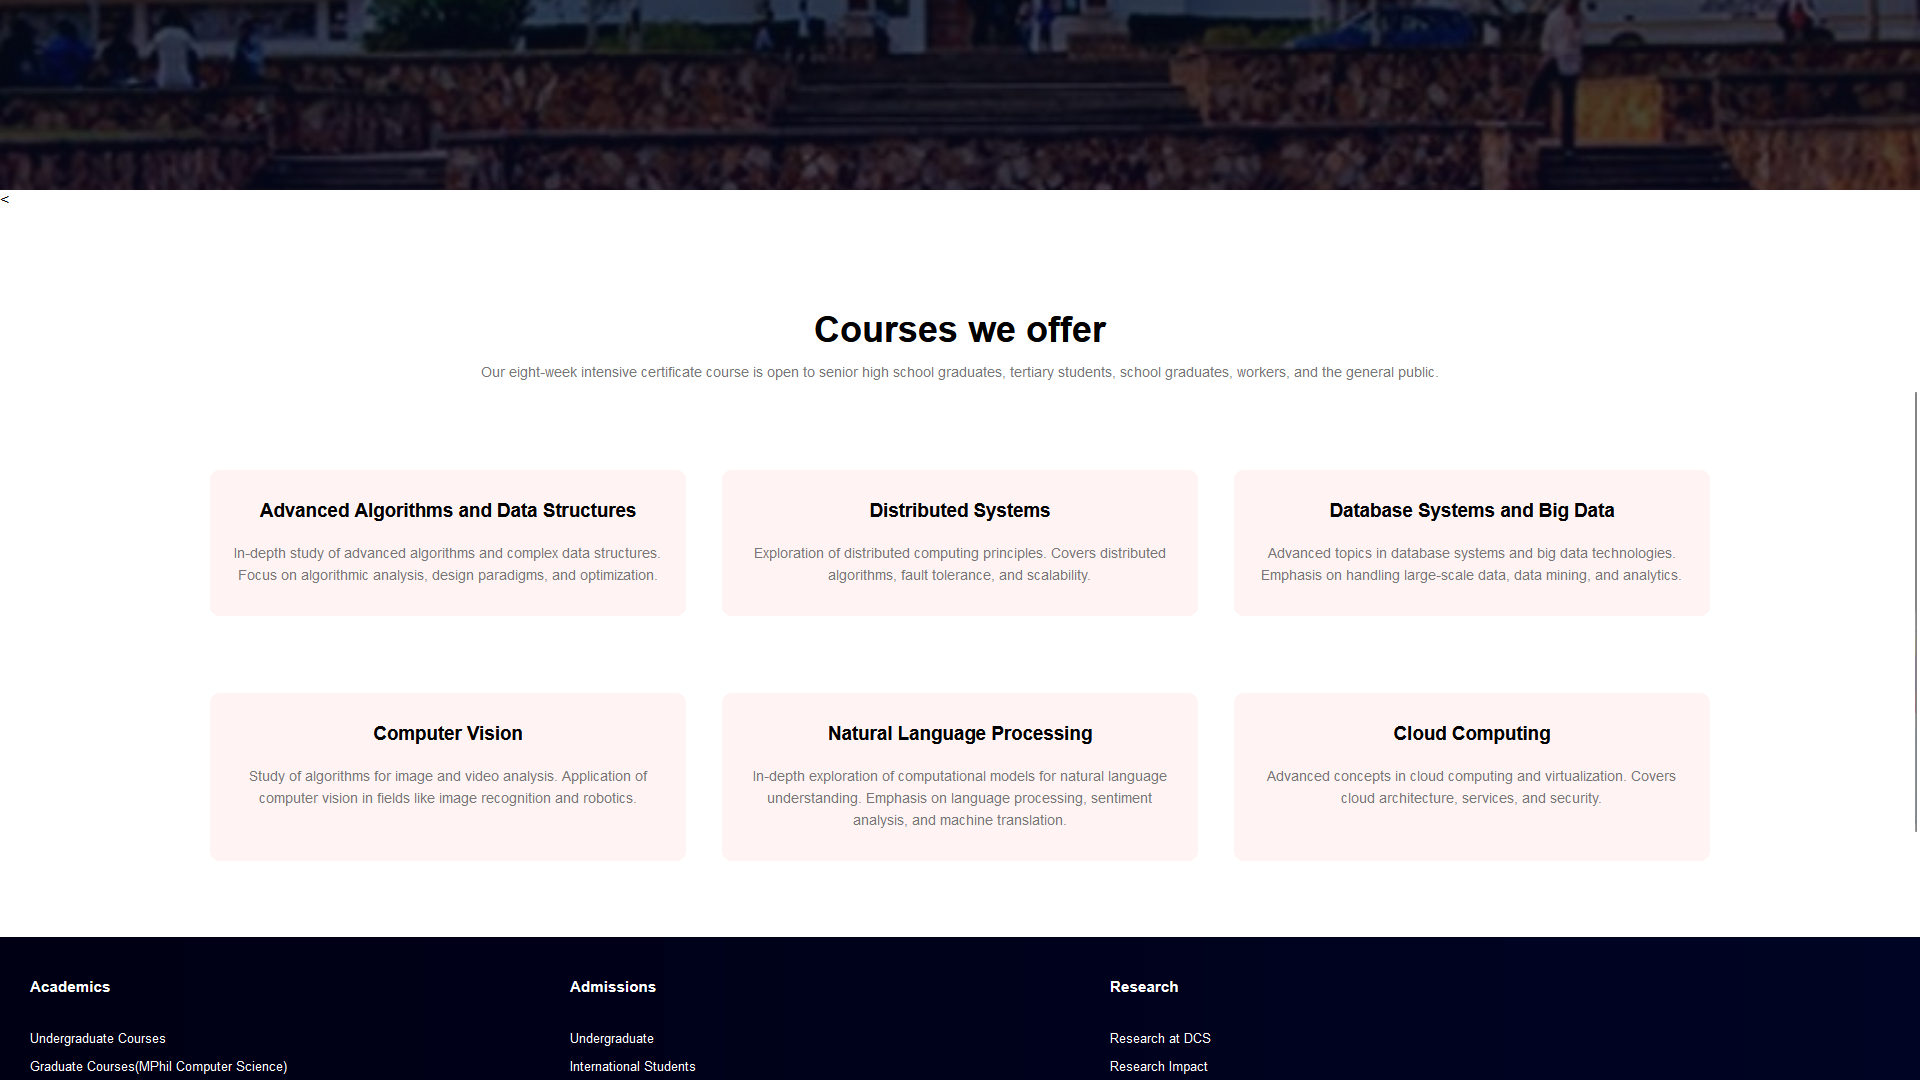 <
Courses we offer
Our eight-week intensive certificate course is open to senior high school graduates, tertiary students, school graduates, workers, and the general public.
Advanced Algorithms and Data Structures
In-depth study of advanced algorithms and complex data structures.
Focus on algorithmic analysis, design paradigms, and optimization.
Distributed Systems
Exploration of distributed computing principles. Covers distributed
algorithms, fault tolerance, and scalability.
Database Systems and Big Data
Advanced topics in database systems and big data technologies.
Emphasis on handling large-scale data, data mining, and analytics.
Computer Vision
Study of algorithms for image and video analysis. Application of
computer vision in fields like image recognition and robotics.
Natural Language Processing
In-depth exploration of computational models for natural language
understanding. Emphasis on language processing, sentiment
analysis, and machine translation.
Cloud Computing
Advanced concepts in cloud computing and virtualization. Covers
cloud architecture, services, and security.
Academics
Undergraduate Courses
Graduate Courses(MPhil Computer Science)
Admissions
Undergraduate
International Students
Research
Research at DCS
Research Impact